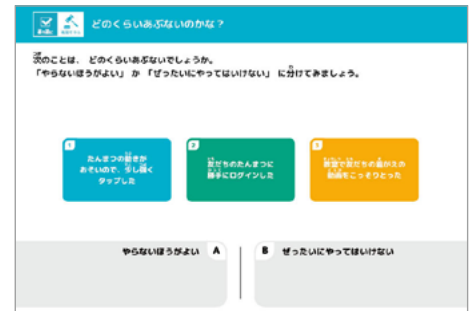 どのくらいあぶないのかな？
次のことは、 どのくらいあぶないでしょうか。
「やらないほうがよい」 か 「ぜったいにやってはいけない」 に分けてみましょう。
1
たんまつの動きが
おそいので、少し強く
タップした
2
友だちのたんまつに
勝手にログインした
3
教室で友だちの着がえの
動画をこっそりとった
やらないほうがよい A
B ぜったいにやってはいけない